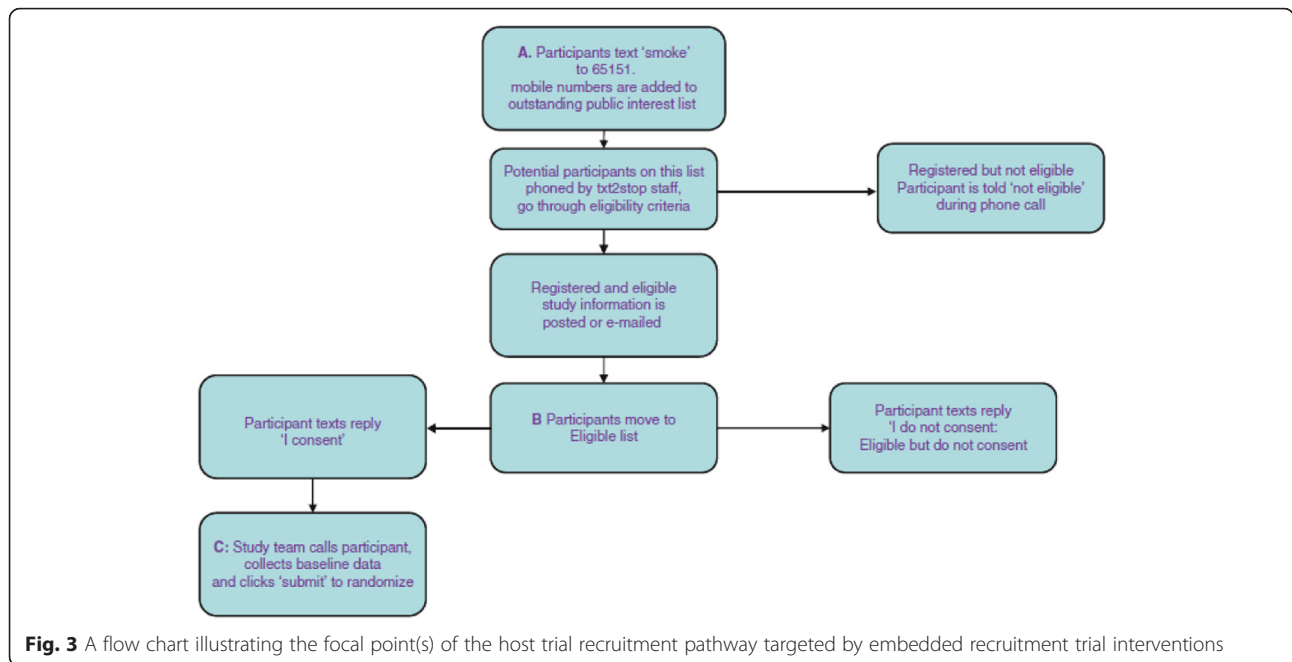 A. Participants text ‘smoke’
to 65151.
mobile numbers are added to
outstanding public interest list
Potential participants on this list
phoned by txt2stop staff,
go through eligibility criteria
Registered but not eligible
Participant is told ‘not eligible’
during phone call
Registered and eligible
study information is
posted or e-mailed
Participant texts reply
‘I consent’
B Participants move to
Eligible list
Participant texts reply
‘I do not consent:
Eligible but do not consent
C: Study team calls participant,
collects baseline data
and clicks ‘submit’ to randomize
Fig. 3 A flow chart illustrating the focal point(s) of the host trial recruitment pathway targeted by embedded recruitment trial interventions